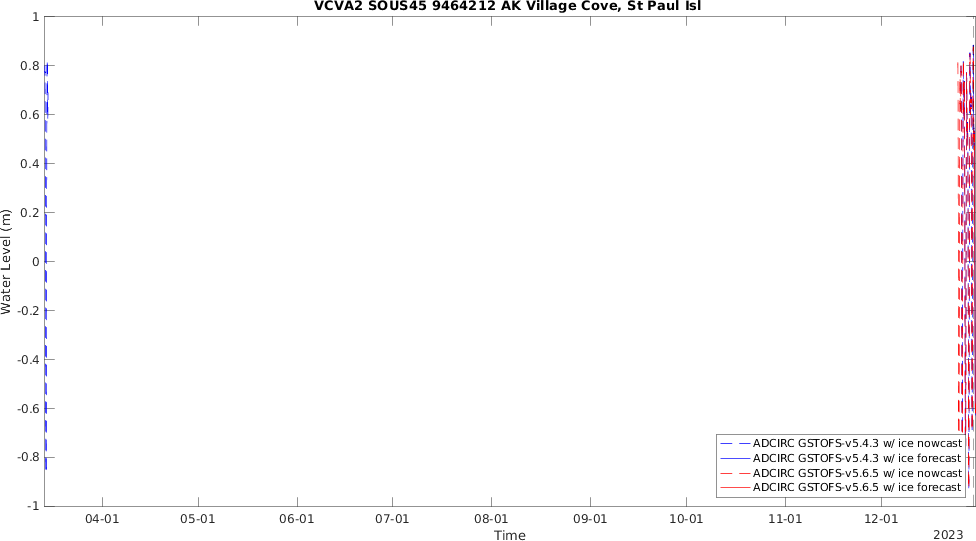 VCVA2 SOUS45 9464212 AK Village Cove, St Paul Isl
1
0.8
0.6
0.4
0.2
0
-0.2
-0.4
-0.6
-0.8
-1
Water Level (m)
ADCIRC GSTOFS-v5.4.3 w/ ice nowcast
ADCIRC GSTOFS-v5.4.3 w/ ice forecast
ADCIRC GSTOFS-v5.6.5 w/ ice nowcast
ADCIRC GSTOFS-v5.6.5 w/ ice forecast
04-01 05-01 06-01 07-01 08-01 09-01 10-01 11-01 12-01
Time
2023